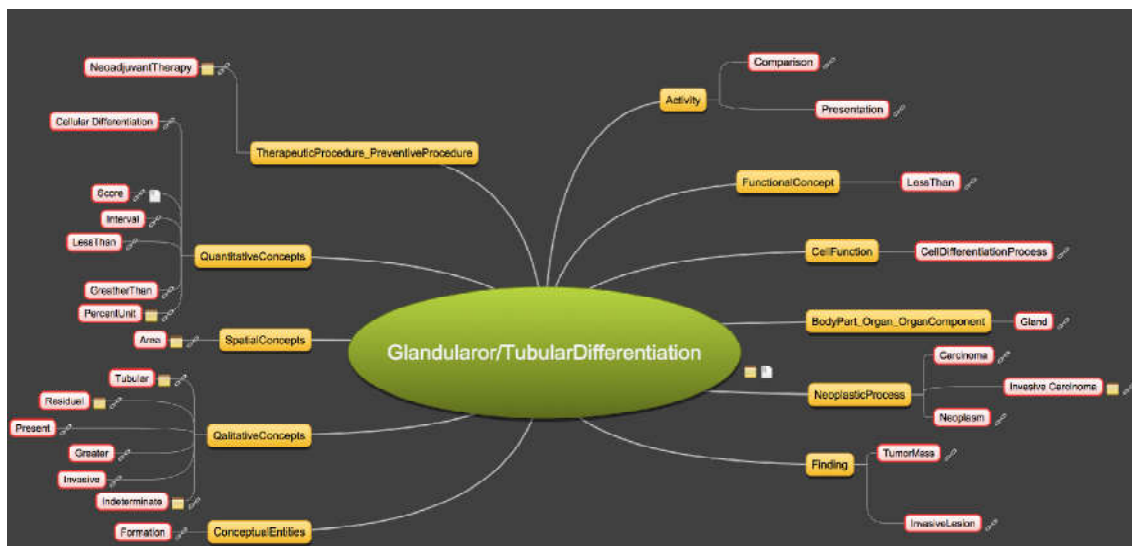 NeoadjuvantTherapy
Cellular Differentiation
TherapeuticProcedure_PreventiveProcedure
Score
Interval
LessThan
QuantitativeConcepts
GreatherThan
PercentUnit
Area
SpatialConcepts
Tubular
Residuel
Present
QalitativeConcepts
Greater
Invasive
Indeterminate
Formation
ConceptualEntities
Glandularor/TubularDifferentiation
Comparison
Activity
Presentation
FunctionalConcept
LessThan
CellFunction
CellDifferentiationProcess
BodyPart_Organ_OrganComponent
Gland
Carcinoma
NeoplasticProcess
Invasive Carcinoma
Neoplasm
TumorMass
Finding
InvasiveLesion